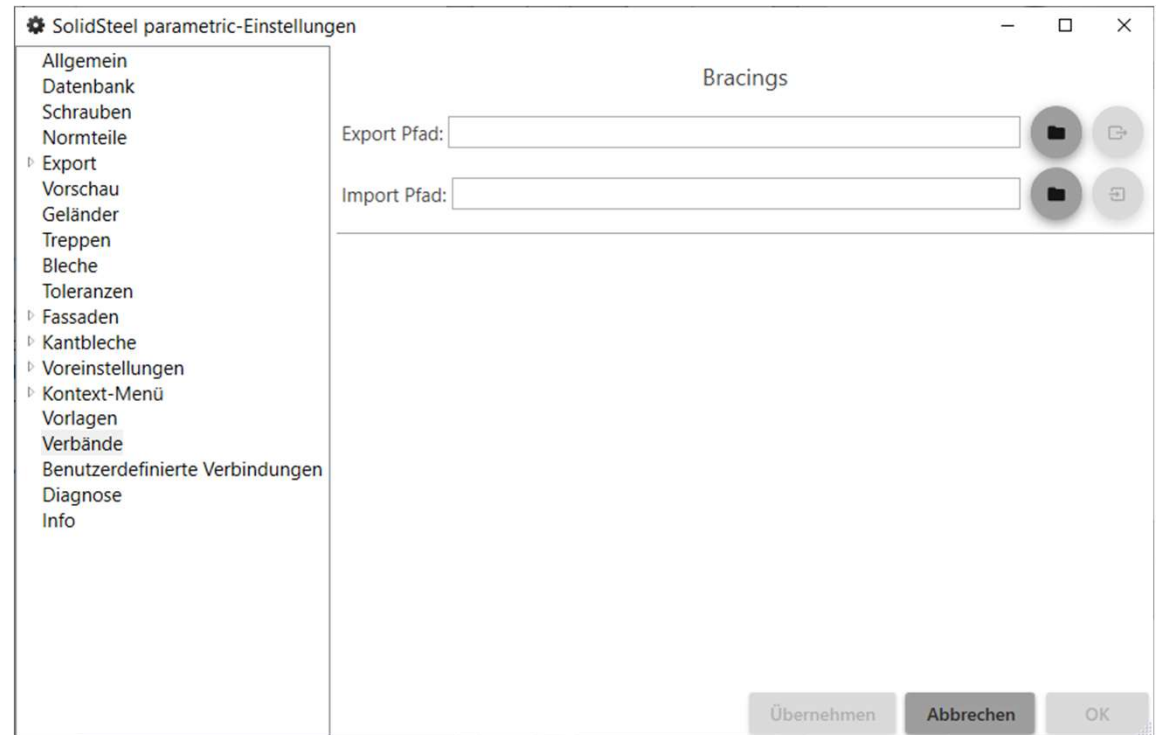 SolidSteel parametric-Einstellungen
Allgemein
Datenbank
Schrauben
Normteile
Export
Vorschau
Geländer
Treppen
Bleche
Toleranzen
Fassaden
Kantbleche
Voreinstellungen
Kontext-Menü
Vorlagen
Verbände
Benutzerdefinierte Verbindungen
Diagnose
Info
Bracings
Export Pfad:
Import Pfad:
Übernehmen Abbrechen OK